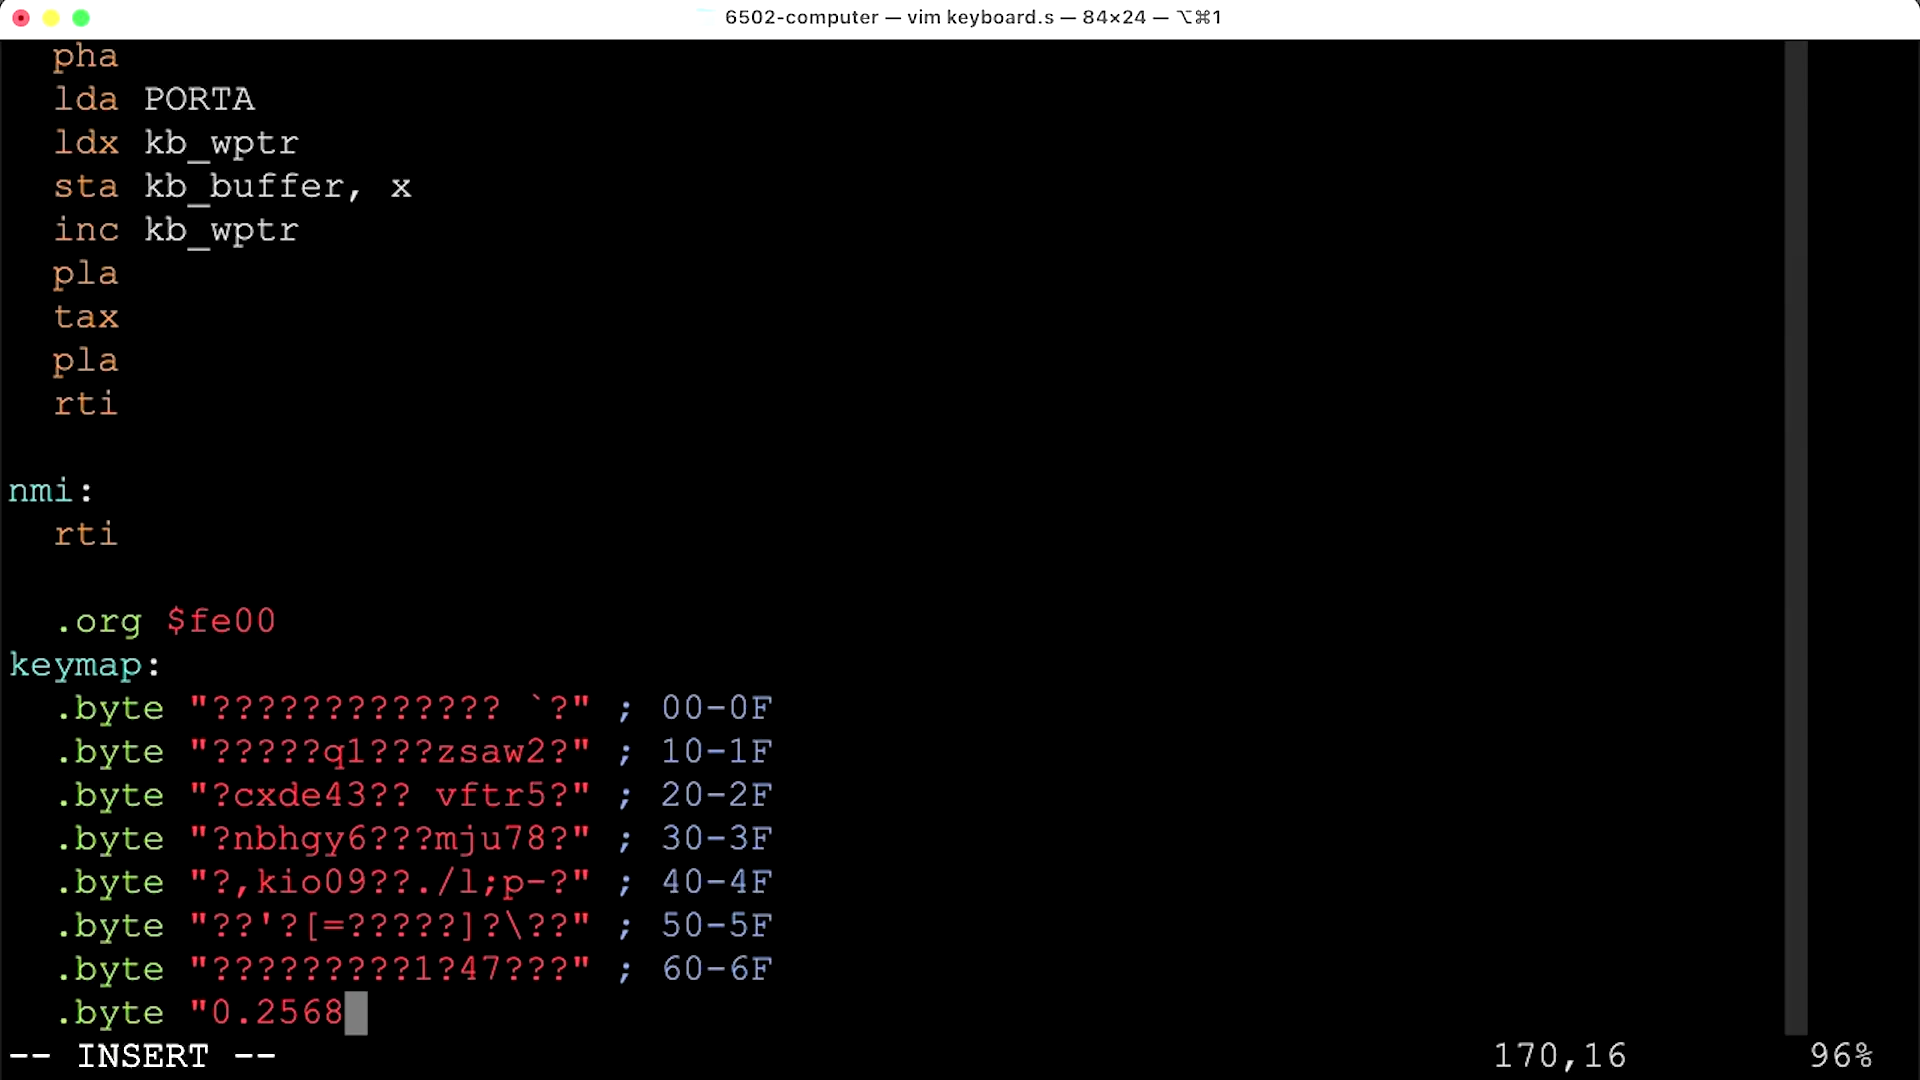 6502-computer — vim keyboard.s — 84×24 — ⌥⌘1
pha
lda PORTA
ldx kb_wptr
sta kb_buffer, x
inc kb_wptr
pla
tax
pla
rti
nmi:
rti
.org $fe00
keymap:
.byte "????????????? `?" ; 00-0F
.byte "?????q1???zsaw2?" ; 10-1F
.byte "?cxde43?? vftr5?" ; 20-2F
.byte "?nbhgy6???mju78?" ; 30-3F
.byte "?,kio09??./l;p-?" ; 40-4F
.byte "??'?[=?????]?\??" ; 50-5F
.byte "?????????1?47???" ; 60-6F
.byte "0.2568
-- INSERT -- 170,16 96%